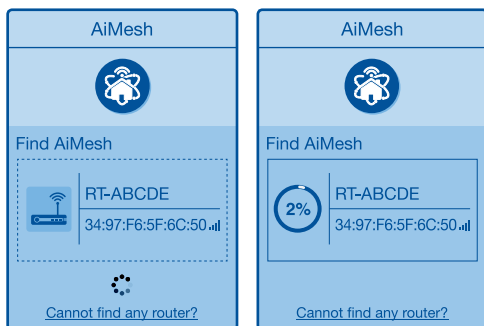 AiMesh
Find AiMesh
RT-ABCDE
34:97:F6:5F:6C:50
Cannot find any router?
AiMesh
Find AiMesh
2%
RT-ABCDE
34:97:F6:5F:6C:50
Cannot find any router?